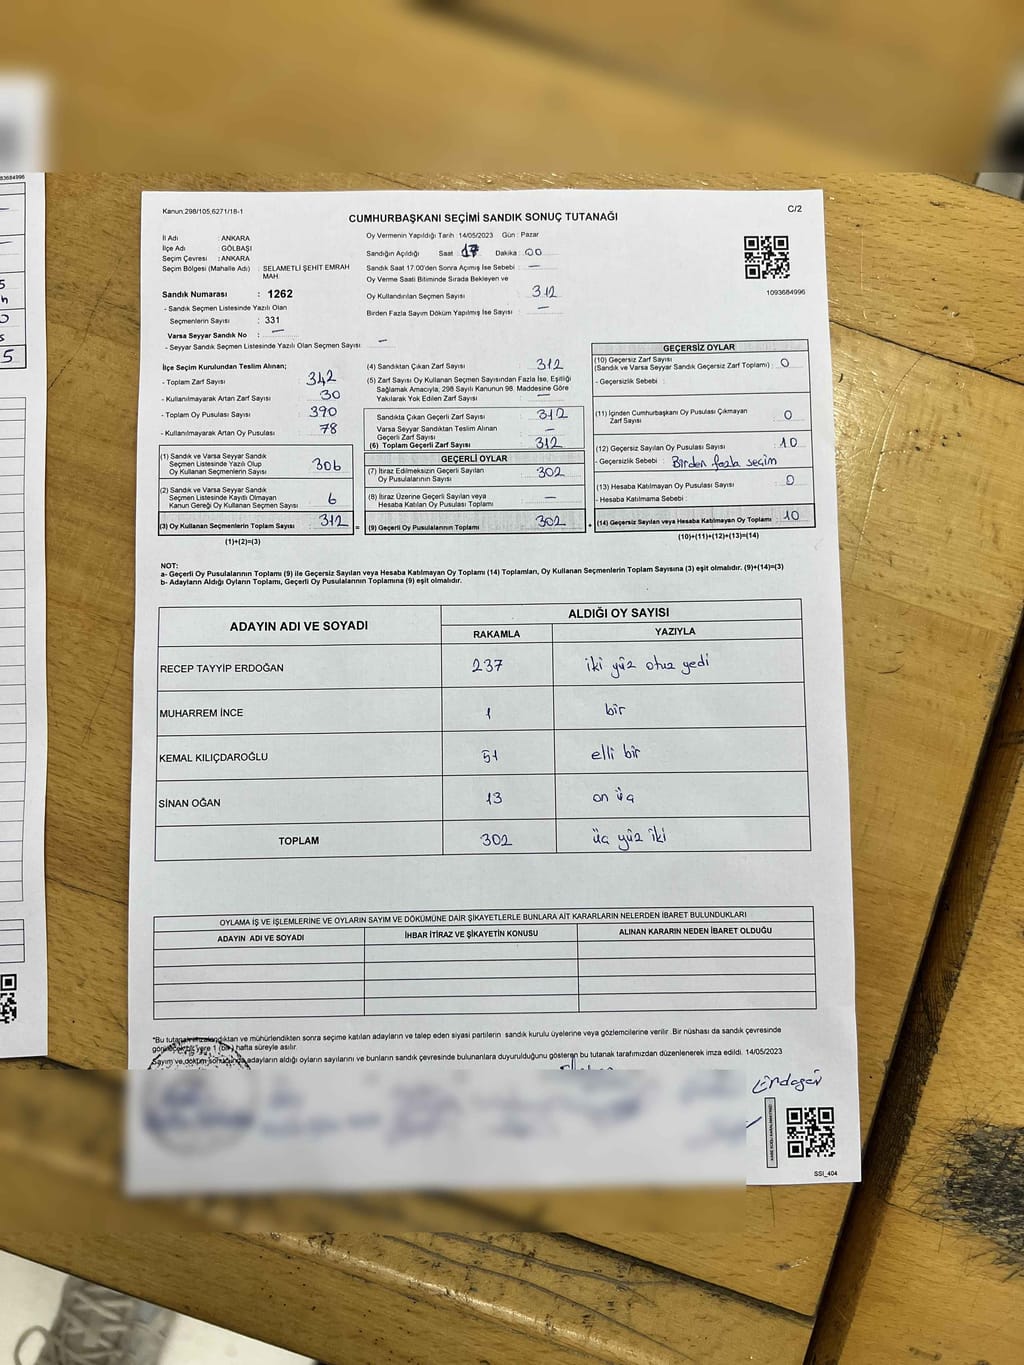 Kanun:298/105;6271/18-1
C/2
CUMHURBAŞKANI SEÇİMİ SANDIK SONUÇ TUTANAĞI
İl Adı : ANKARA
İlçe Adı : GÖLBAŞI
Seçim Çevresi : ANKARA
Seçim Bölgesi (Mahalle Adı) : SELAMETLİ ŞEHİT EMRAH
MAH
Sandık Numarası : 1262
- Sandık Seçmen Listesinde Yazılı Olan
Seçmenlerin Sayısı : 331
Varsa Seyyar Sandık No : —
- Seyyar Sandık Seçmen Listesinde Yazılı Olan Seçmen Sayısı : —
Oy Vermenin Yapıldığı Tarih : 14/05/2023 Gün : Pazar
Sandığın Açıldığı Saat : 17 Dakika : 00
Sandık Saat 17:00'den Sonra Açımış İse Sebebi : —
Oy Verme Saati Bitiminde Sırada Bekleyen ve
Oy Kullandırılan Seçmen Sayısı : 312
Birden Fazla Sayım Döküm Yapılmış İse Sayısı : —
1093684996
İlçe Seçim Kurulundan Teslim Alınan;
- Toplam Zarf Sayısı : 342
- Kullanılmayarak Artan Zarf Sayısı : 30
- Toplam Oy Pusulası Sayısı : 390
- Kullanılmayarak Artan Oy Pusulası : 78
(1) Sandık ve Varsa Seyyar Sandık
Seçmen Listesinde Yazılı Olup
Oy Kullanan Seçmenlerin Sayısı : 306
(2) Sandık ve Varsa Seyyar Sandık
Seçmen Listesinde Kayıtlı Olmayan
Kanun Gereği Oy Kullanan Seçmen Sayısı : 6
(3) Oy Kullanan Seçmenlerin Toplam Sayısı : 312 =
(1)+(2)=(3)
(4) Sandıktan Çıkan Zarf Sayısı : 312
(5) Zarf Sayısı Oy Kullanan Seçmen Sayısından Fazla İse, Eşitliği
Sağlamak Amacıyla, 298 Sayılı Kanunun 98. Maddesine Göre
Yakılarak Yok Edilen Zarf Sayısı : —
Sandıkta Çıkan Geçerli Zarf Sayısı : 312
Varsa Seyyar Sandıktan Teslim Alınan
Geçerli Zarf Sayısı : —
(6) Toplam Geçerli Zarf Sayısı : 312
GEÇERLİ OYLAR
(7) İtiraz Edilmeksizin Geçerli Sayılan
Oy Pusulalarının Sayısı : 302
(8) İtiraz Üzerine Geçerli Sayılan veya
Hesaba Katılan Oy Pusulası Toplamı : —
(9) Geçerli Oy Pusulalarının Toplamı : 302 +
GEÇERSİZ OYLAR
(10) Geçersiz Zarf Sayısı
(Sandık ve Varsa Seyyar Sandık Geçersiz Zarf Toplamı) : 0
- Geçersizlik Sebebi :
(11) İçinden Cumhurbaşkanı Oy Pusulası Çıkmayan
Zarf Sayısı : 0
(12) Geçersiz Sayılan Oy Pusulası Sayısı : 10
- Geçersizlik Sebebi : Birden fazla seçim
(13) Hesaba Katılmayan Oy Pusulası Sayısı : 0
- Hesaba Katılmama Sebebi :
(14) Geçersiz Sayılan veya Hesaba Katılmayan Oy Toplamı : 10
(10)+(11)+(12)+(13)=(14)
NOT:
a- Geçerli Oy Pusulalarının Toplamı (9) ile Geçersiz Sayılan veya Hesaba Katılmayan Oy Toplamı (14) Toplamları, Oy Kullanan Seçmenlerin Toplam Sayısına (3) eşit olmalıdır. (9)+(14)=(3)
b- Adayların Aldığı Oyların Toplamı, Geçerli Oy Pusulalarının Toplamına (9) eşit olmalıdır.
ADAYIN ADI VE SOYADI ALDIĞI OY SAYISI
RAKAMLA YAZIYLA
RECEP TAYYİP ERDOĞAN 237 iki yüz otuz yedi
MUHARREM İNCE 1 bir
KEMAL KILIÇDAROĞLU 51 elli bir
SİNAN OĞAN 13 on üç
TOPLAM 302 üç yüz iki
OYLAMA İŞ VE İŞLEMLERİNE VE OYLARIN SAYIM VE DÖKÜMÜNE DAİR ŞİKAYETLERLE BUNLARA AİT KARARLARIN NELERDEN İBARET BULUNDUKLARI
ADAYIN ADI VE SOYADI İHBAR İTİRAZ VE ŞİKAYETİN KONUSU ALINAN KARARIN NEDEN İBARET OLDUĞU
*Bu tutanak imzalandıktan ve mühürlendikten sonra seçime katılan adayların ve talep eden siyasi partilerin sandık kurulu üyelerine veya gözlemcilerine verilir. Bir nüshası da sandık çevresinde
görülecek bir yere 1 (bir) hafta süreyle asılır.
Sayım ve döküm sonucunda adayların aldığı oyların sayılarını ve bunların sandık çevresinde bulunanlara duyurulduğunu gösteren bu tutanak tarafımızdan düzenlenerek imza edildi. 14/05/2023
SSI_404